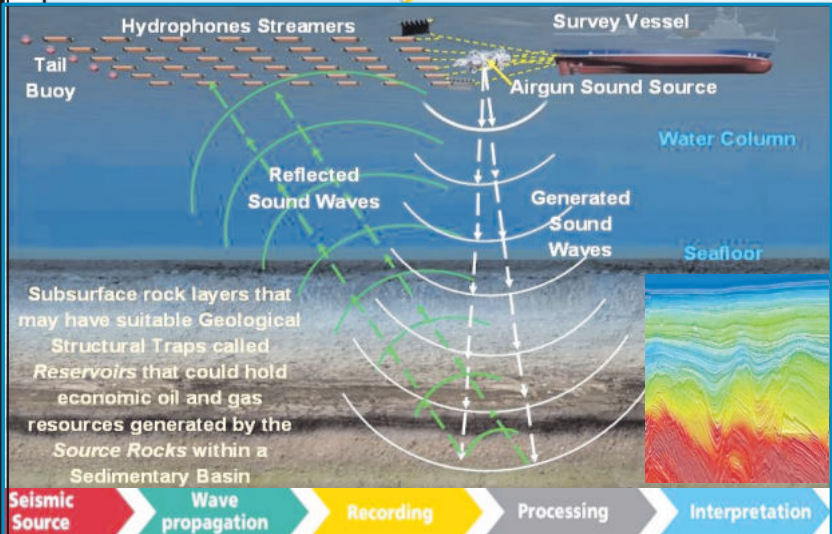 Hydrophones Streamers
Survey Vessel
Tail
Buoy
Airgun Sound Source
Water Column
Reflected
Sound Waves
Generated
Sound
Waves
Seafloor
Subsurface rock layers that
may have suitable Geological
Structural Traps called
Reservoirs that could hold
economic oil and gas
resources generated by the
Source Rocks within a
Sedimentary Basin
Seismic
Source
Wave
propagation
Recording
Processing
Interpretation